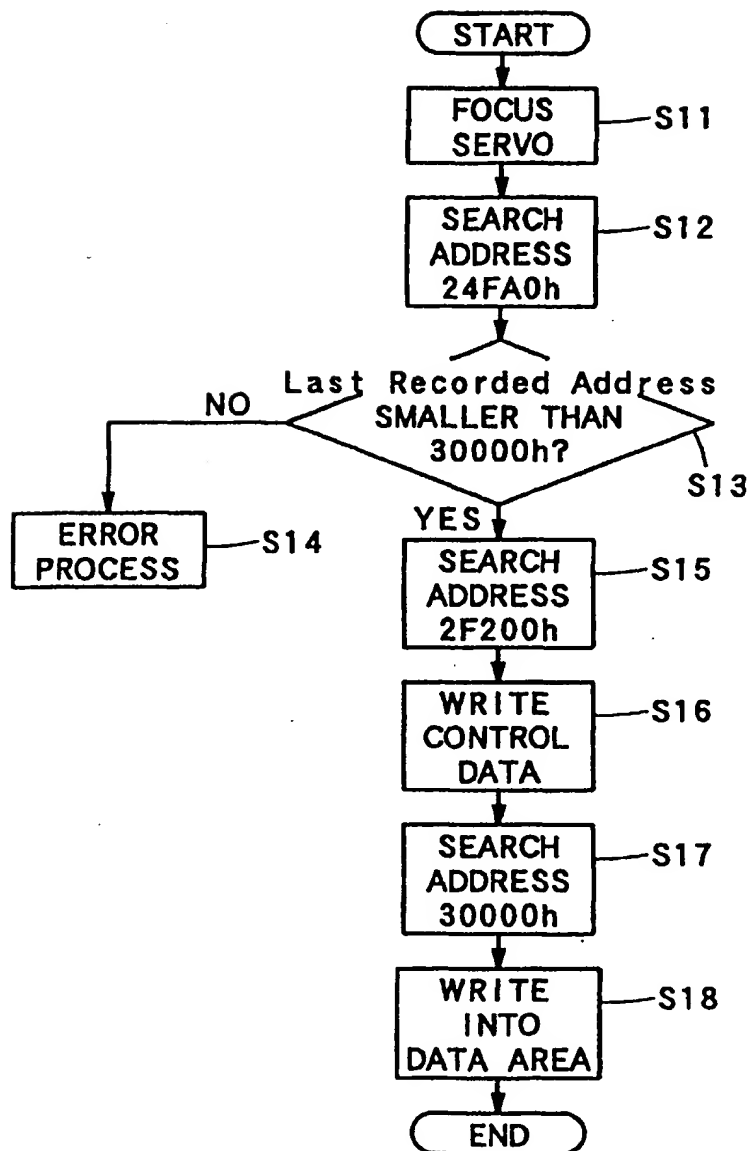 START
FOCUS
SERVO
S11
SEARCH
ADDRESS
24FA0h
S12
Last Recorded Address
SMALLER THAN
30000h?
S13
NO
ERROR
PROCESS
S14
YES
SEARCH
ADDRESS
2F200h
S15
WRITE
CONTROL
DATA
S16
SEARCH
ADDRESS
30000h
S17
WRITE
INTO
DATA AREA
S18
END